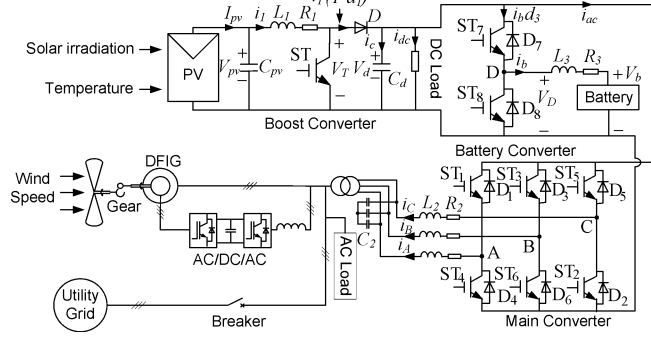 Solar irradiation
Temperature
PV
I_pv
i_1 L_1 R_1
D
+ V_pv − C_pv
ST
+ V_T −
i_c
i_dc
+ V_d − C_d
DC Load
Boost Converter
ST_7
D_7
i_b d_3
i_ac
D
i_b
L_3 R_3
+ V_D −
+ V_b −
Battery
ST_8
D_8
Battery Converter
Wind
Speed
Gear
DFIG
AC/DC/AC
AC Load
C_2
i_C
i_B
i_A
L_2 R_2
ST_1
D_1
ST_3
D_3
ST_5
D_5
A
B
C
ST_4
D_4
ST_6
D_6
ST_2
D_2
Main Converter
Utility
Grid
Breaker